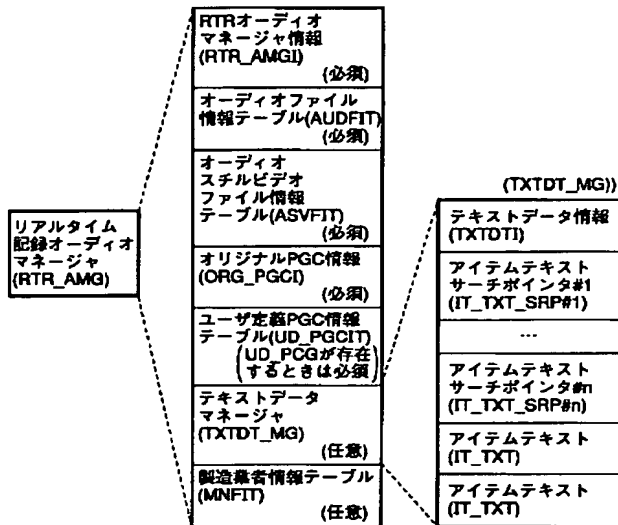 リアルタイム
記録オーディオ
マネージャ
(RTR_AMG)
RTRオーディオ
マネージャ情報
(RTR_AMGI)
(必須)
オーディオファイル
情報テーブル(AUDFIT)
(必須)
オーディオ
スチルビデオ
ファイル情報
テーブル(ASVFIT)
(必須)
オリジナルPGC情報
(ORG_PGCI)
(必須)
ユーザ定義PGC情報
テーブル(UD_PGCIT)
(UD_PCGが存在
するときは必須)
テキストデータ
マネージャ
(TXTDT_MG)
(任意)
製造業者情報テーブル
(MNFIT)
(任意)
(TXTDT_MG))
テキストデータ情報
(TXTDTI)
アイテムテキスト
サーチポインタ#1
(IT_TXT_SRP#1)
...
アイテムテキスト
サーチポインタ#n
(IT_TXT_SRP#n)
アイテムテキスト
(IT_TXT)
アイテムテキスト
(IT_TXT)